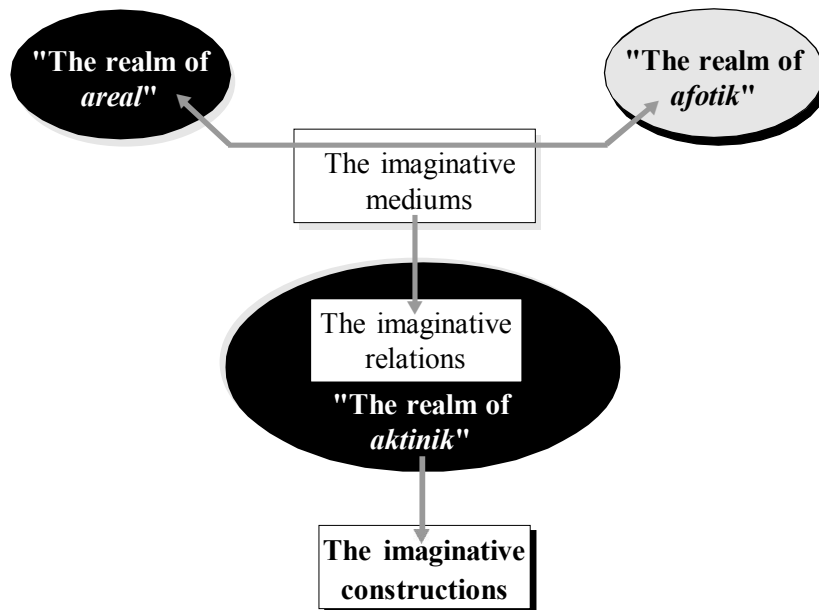 "The realm of
areal"
"The realm of
afotik"
The imaginative
mediums
The imaginative
relations
"The realm of
aktinik"
The imaginative
constructions